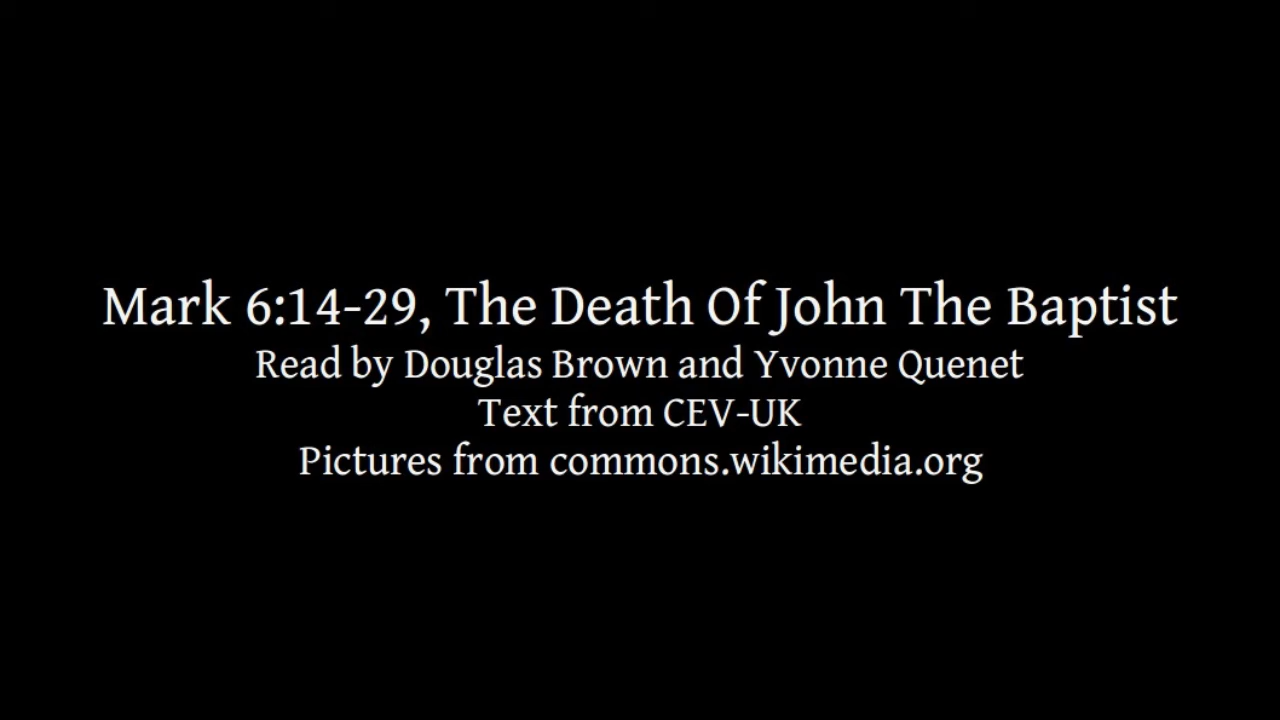 Mark 6:14-29, The Death Of John The Baptist
Read by Douglas Brown and Yvonne Quenet
Text from CEV-UK
Pictures from commons.wikimedia.org